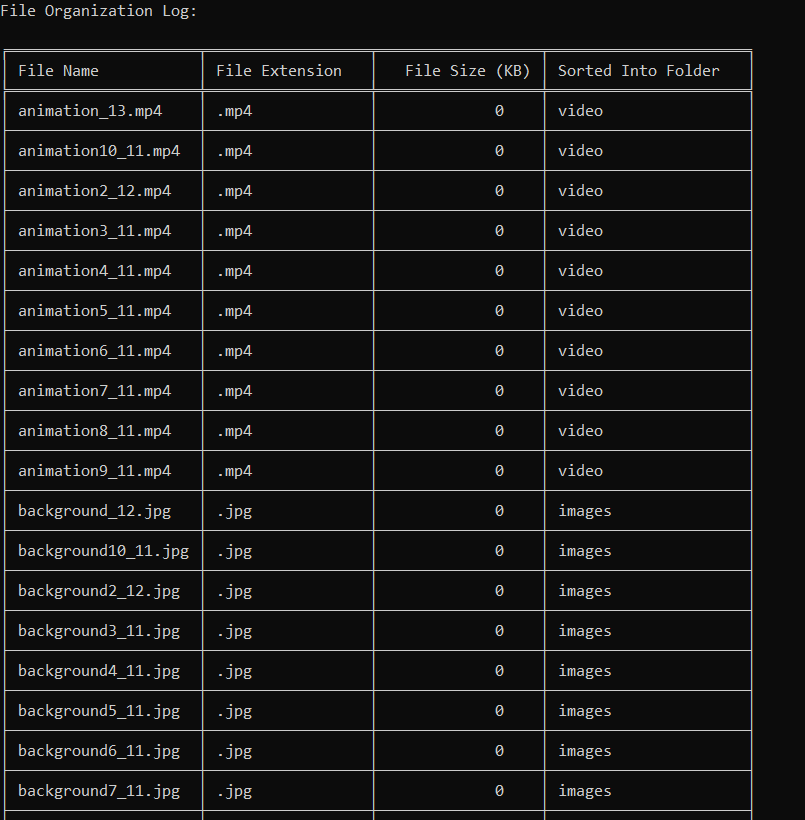 File Organization Log:
File Name File Extension File Size (KB) Sorted Into Folder
animation_13.mp4 .mp4 0 video
animation10_11.mp4 .mp4 0 video
animation2_12.mp4 .mp4 0 video
animation3_11.mp4 .mp4 0 video
animation4_11.mp4 .mp4 0 video
animation5_11.mp4 .mp4 0 video
animation6_11.mp4 .mp4 0 video
animation7_11.mp4 .mp4 0 video
animation8_11.mp4 .mp4 0 video
animation9_11.mp4 .mp4 0 video
background_12.jpg .jpg 0 images
background10_11.jpg .jpg 0 images
background2_12.jpg .jpg 0 images
background3_11.jpg .jpg 0 images
background4_11.jpg .jpg 0 images
background5_11.jpg .jpg 0 images
background6_11.jpg .jpg 0 images
background7_11.jpg .jpg 0 images